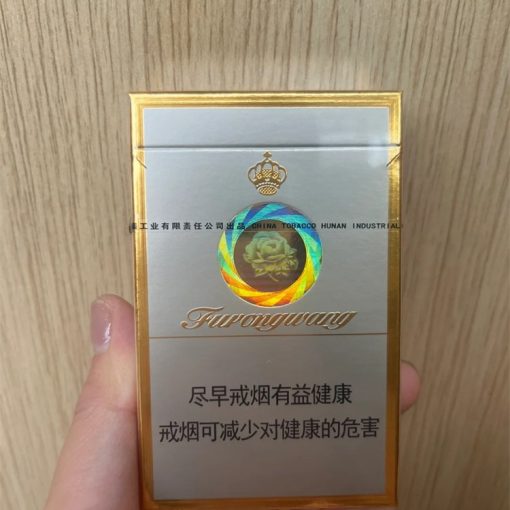 工业有限责任公司出品 CHINA TOBACCO HUNAN INDUSTRIAL
Furongwang
尽早戒烟有益健康
戒烟可减少对健康的危害